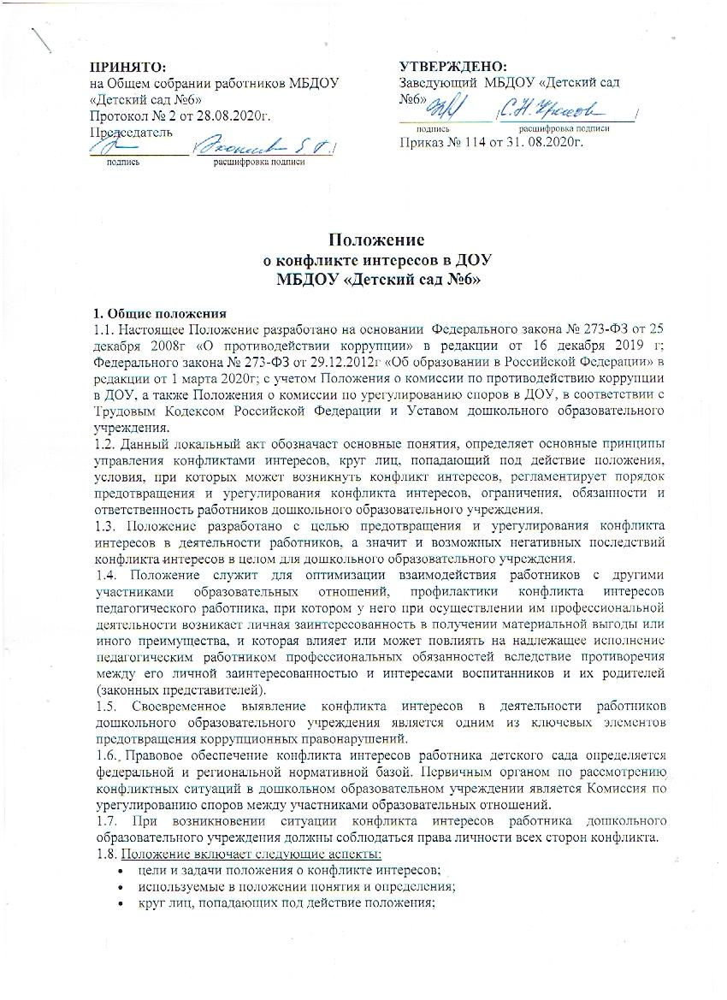 ПРИНЯТО:
на Общем собрании работников МБДОУ
«Детский сад №6»
Протокол № 2 от 28.08.2020г.
Председатель
подпись расшифровка подписи
УТВЕРЖДЕНО:
Заведующий МБДОУ «Детский сад
№6»
подпись расшифровка подписи
Приказ № 114 от 31. 08.2020г.
Положение
о конфликте интересов в ДОУ
МБДОУ «Детский сад №6»
1. Общие положения
1.1. Настоящее Положение разработано на основании Федерального закона № 273-ФЗ от 25
декабря 2008г «О противодействии коррупции» в редакции от 16 декабря 2019 г;
Федерального закона № 273-ФЗ от 29.12.2012г «Об образовании в Российской Федерации» в
редакции от 1 марта 2020г; с учетом Положения о комиссии по противодействию коррупции
в ДОУ, а также Положения о комиссии по урегулированию споров в ДОУ, в соответствии с
Трудовым Кодексом Российской Федерации и Уставом дошкольного образовательного
учреждения.
1.2. Данный локальный акт обозначает основные понятия, определяет основные принципы
управления конфликтами интересов, круг лиц, попадающий под действие положения,
условия, при которых может возникнуть конфликт интересов, регламентирует порядок
предотвращения и урегулирования конфликта интересов, ограничения, обязанности и
ответственность работников дошкольного образовательного учреждения.
1.3. Положение разработано с целью предотвращения и урегулирования конфликта
интересов в деятельности работников, а значит и возможных негативных последствий
конфликта интересов в целом для дошкольного образовательного учреждения.
1.4. Положение служит для оптимизации взаимодействия работников с другими
участниками образовательных отношений, профилактики конфликта интересов
педагогического работника, при котором у него при осуществлении им профессиональной
деятельности возникает личная заинтересованность в получении материальной выгоды или
иного преимущества, и которая влияет или может повлиять на надлежащее исполнение
педагогическим работником профессиональных обязанностей вследствие противоречия
между его личной заинтересованностью и интересами воспитанников и их родителей
(законных представителей).
1.5. Своевременное выявление конфликта интересов в деятельности работников
дошкольного образовательного учреждения является одним из ключевых элементов
предотвращения коррупционных правонарушений.
1.6. Правовое обеспечение конфликта интересов работника детского сада определяется
федеральной и региональной нормативной базой. Первичным органом по рассмотрению
конфликтных ситуаций в дошкольном образовательном учреждении является Комиссия по
урегулированию споров между участниками образовательных отношений.
1.7. При возникновении ситуации конфликта интересов работника дошкольного
образовательного учреждения должны соблюдаться права личности всех сторон конфликта.
1.8. Положение включает следующие аспекты:
• цели и задачи положения о конфликте интересов;
• используемые в положении понятия и определения;
• круг лиц, попадающих под действие положения;